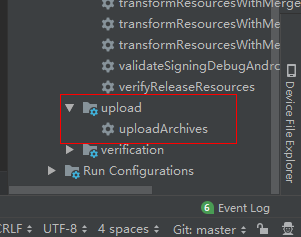 transformResourcesWithMerge
transformResourcesWithMe
transformResourcesWithMe
validateSigningDebugAndro
verifyReleaseResources
upload
uploadArchives
verification
Run Configurations
Device File Explorer
6 Event Log
CRLF UTF-8 4 spaces Git: master